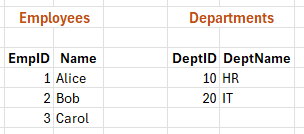 Employees Departments
EmpID Name DeptID DeptName
1 Alice 10 HR
2 Bob 20 IT
3 Carol